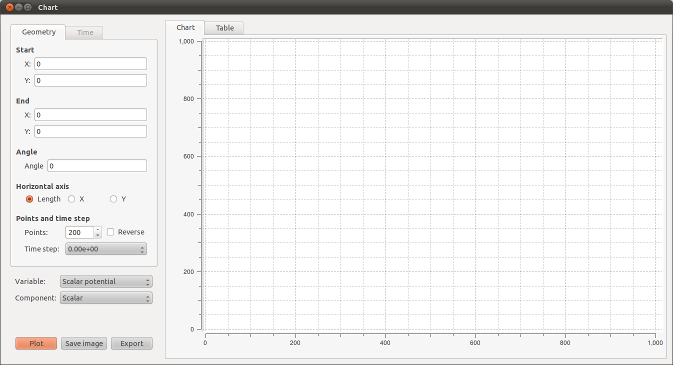 Chart
Geometry Time
Start
X: 0
Y: 0
End
X: 0
Y: 0
Angle
Angle 0
Horizontal axis
Length X Y
Points and time step
Points: 200 Reverse
Time step: 0.00e+00
Variable: Scalar potential
Component: Scalar
Plot Save image Export
Chart Table
1,000
800
600
400
200
0
0 200 400 600 800 1,000